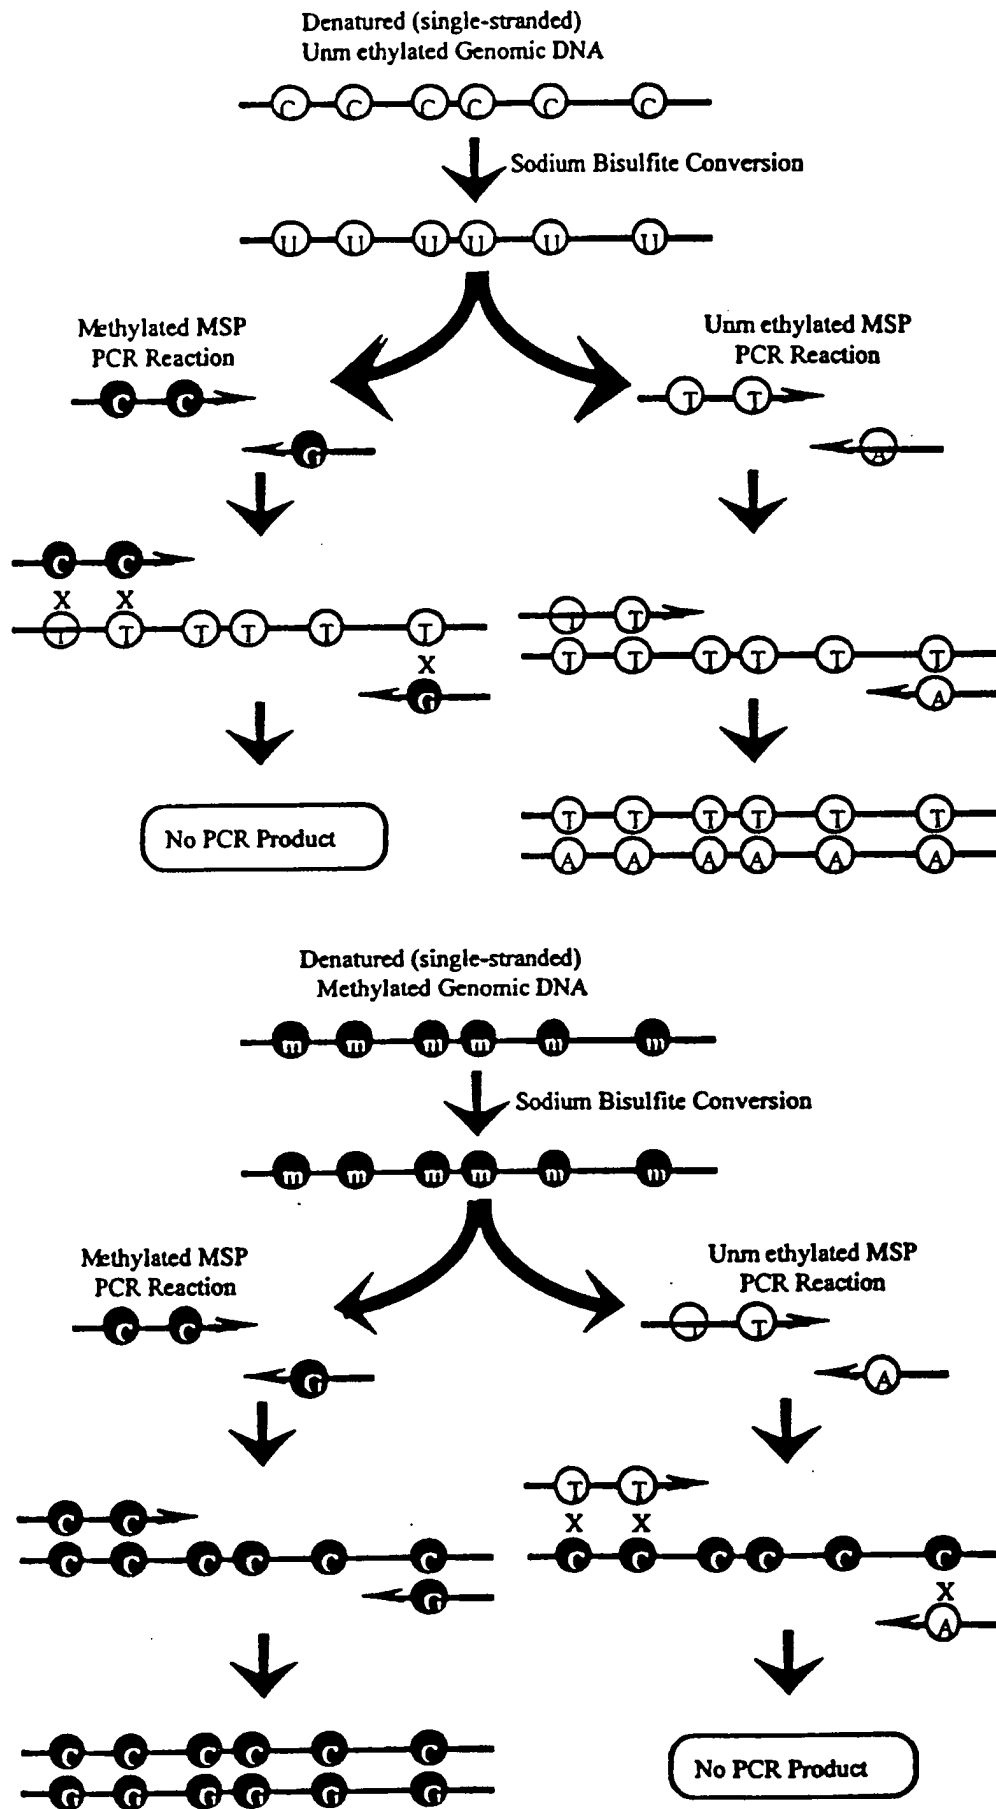 Denatured (single-stranded)
Unm ethylated Genomic DNA
C C C C C C
Sodium Bisulfite Conversion
U U U U U U
Methylated MSP
PCR Reaction
C C
G
Unm ethylated MSP
PCR Reaction
T T
A
C C
X X
T T T T T T
X
G
No PCR Product
T T
T T T T T T
A
T T T T T T
A A A A A A
Denatured (single-stranded)
Methylated Genomic DNA
m m m m m m
Sodium Bisulfite Conversion
m m m m m m
Methylated MSP
PCR Reaction
C C
G
Unm ethylated MSP
PCR Reaction
T T
A
C C
C C C C C C
G
C C C C C C
G G G G G G
T T
X X
C C C C C C
X
A
No PCR Product